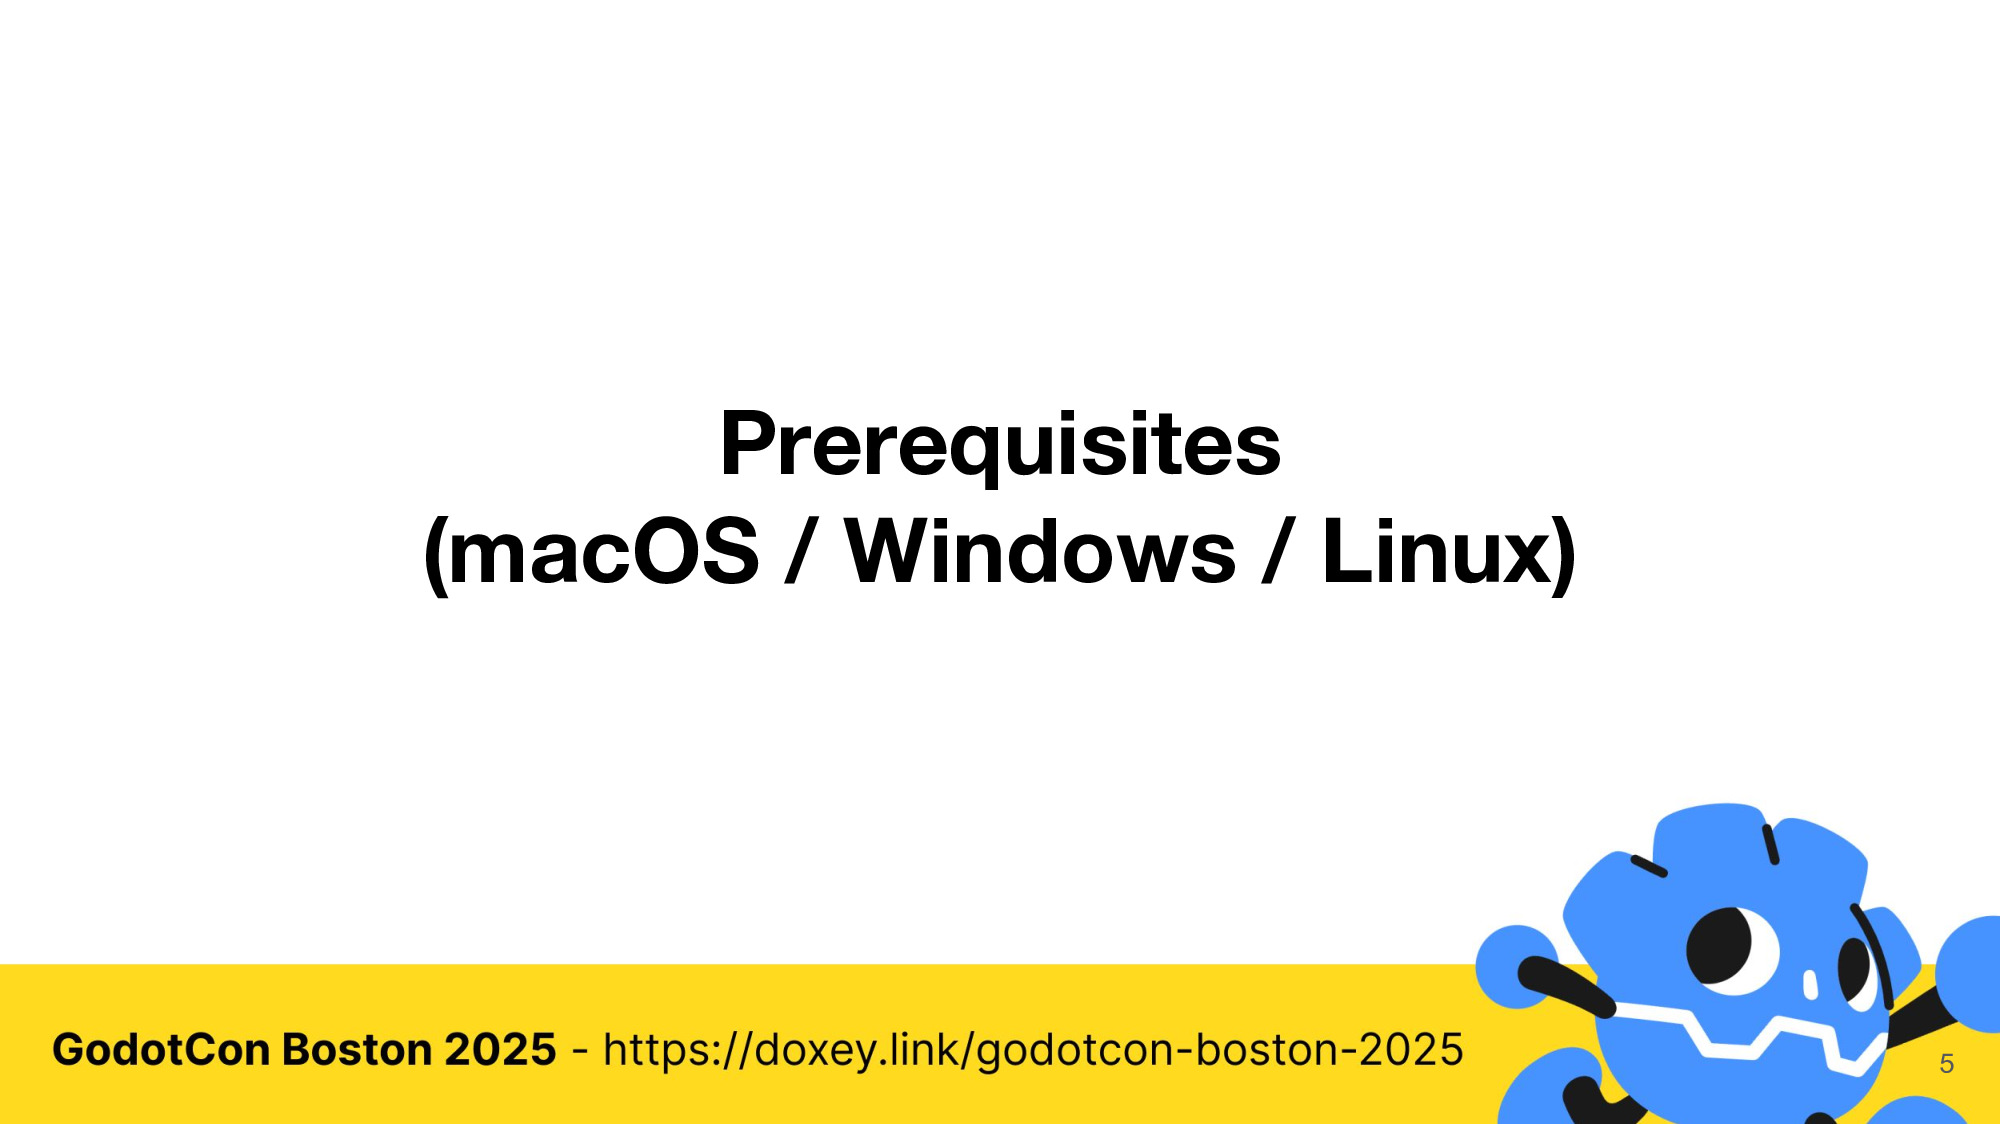 Prerequisites
(macOS / Windows / Linux)
GodotCon Boston 2025 - https://doxey.link/godotcon-boston-2025
5